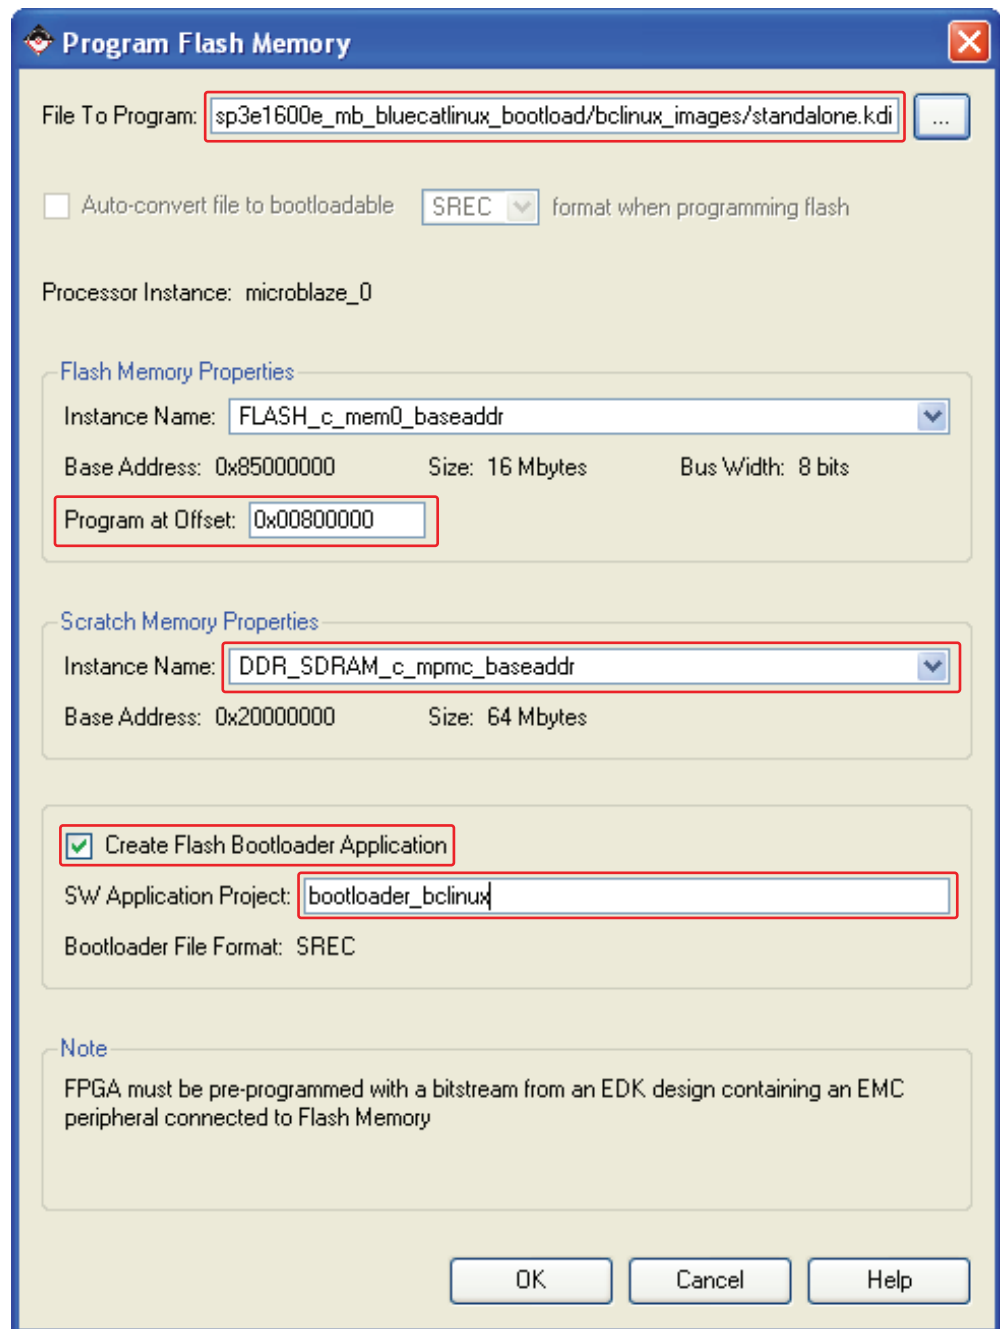 Program Flash Memory
File To Program: sp3e1600e_mb_bluecatlinux_bootload/bclinux_images/standalone.kdi ...
Auto-convert file to bootloadable SREC format when programming flash
Processor Instance: microblaze_0
Flash Memory Properties
Instance Name: FLASH_c_mem0_baseaddr
Base Address: 0x85000000 Size: 16 Mbytes Bus Width: 8 bits
Program at Offset: 0x00800000
Scratch Memory Properties
Instance Name: DDR_SDRAM_c_mpmc_baseaddr
Base Address: 0x20000000 Size: 64 Mbytes
Create Flash Bootloader Application
SW Application Project: bootloader_bclinux
Bootloader File Format: SREC
Note
FPGA must be pre-programmed with a bitstream from an EDK design containing an EMC
peripheral connected to Flash Memory
OK Cancel Help